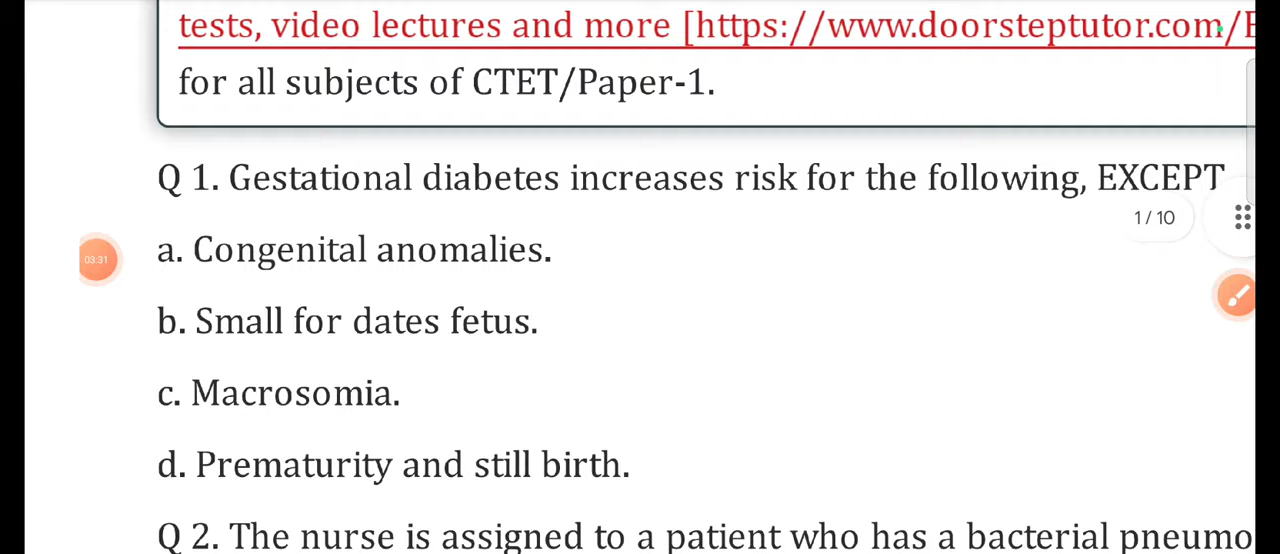 tests, video lectures and more [https://www.doorsteptutor.com/E
for all subjects of CTET/Paper-1.
Q 1. Gestational diabetes increases risk for the following, EXCEPT
1 / 10
a. Congenital anomalies.
03:31
b. Small for dates fetus.
c. Macrosomia.
d. Prematurity and still birth.
Q 2. The nurse is assigned to a patient who has a bacterial pneumo